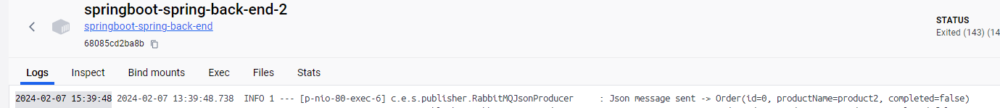 springboot-spring-back-end-2
springboot-spring-back-end
68085cd2ba8b
STATUS
Exited (143) (14
Logs Inspect Bind mounts Exec Files Stats
2024-02-07 15:39:48 2024-02-07 13:39:48.738 INFO 1 --- [p-nio-80-exec-6] c.e.s.publisher.RabbitMQJsonProducer : Json message sent -> Order(id=0, productName=product2, completed=false)